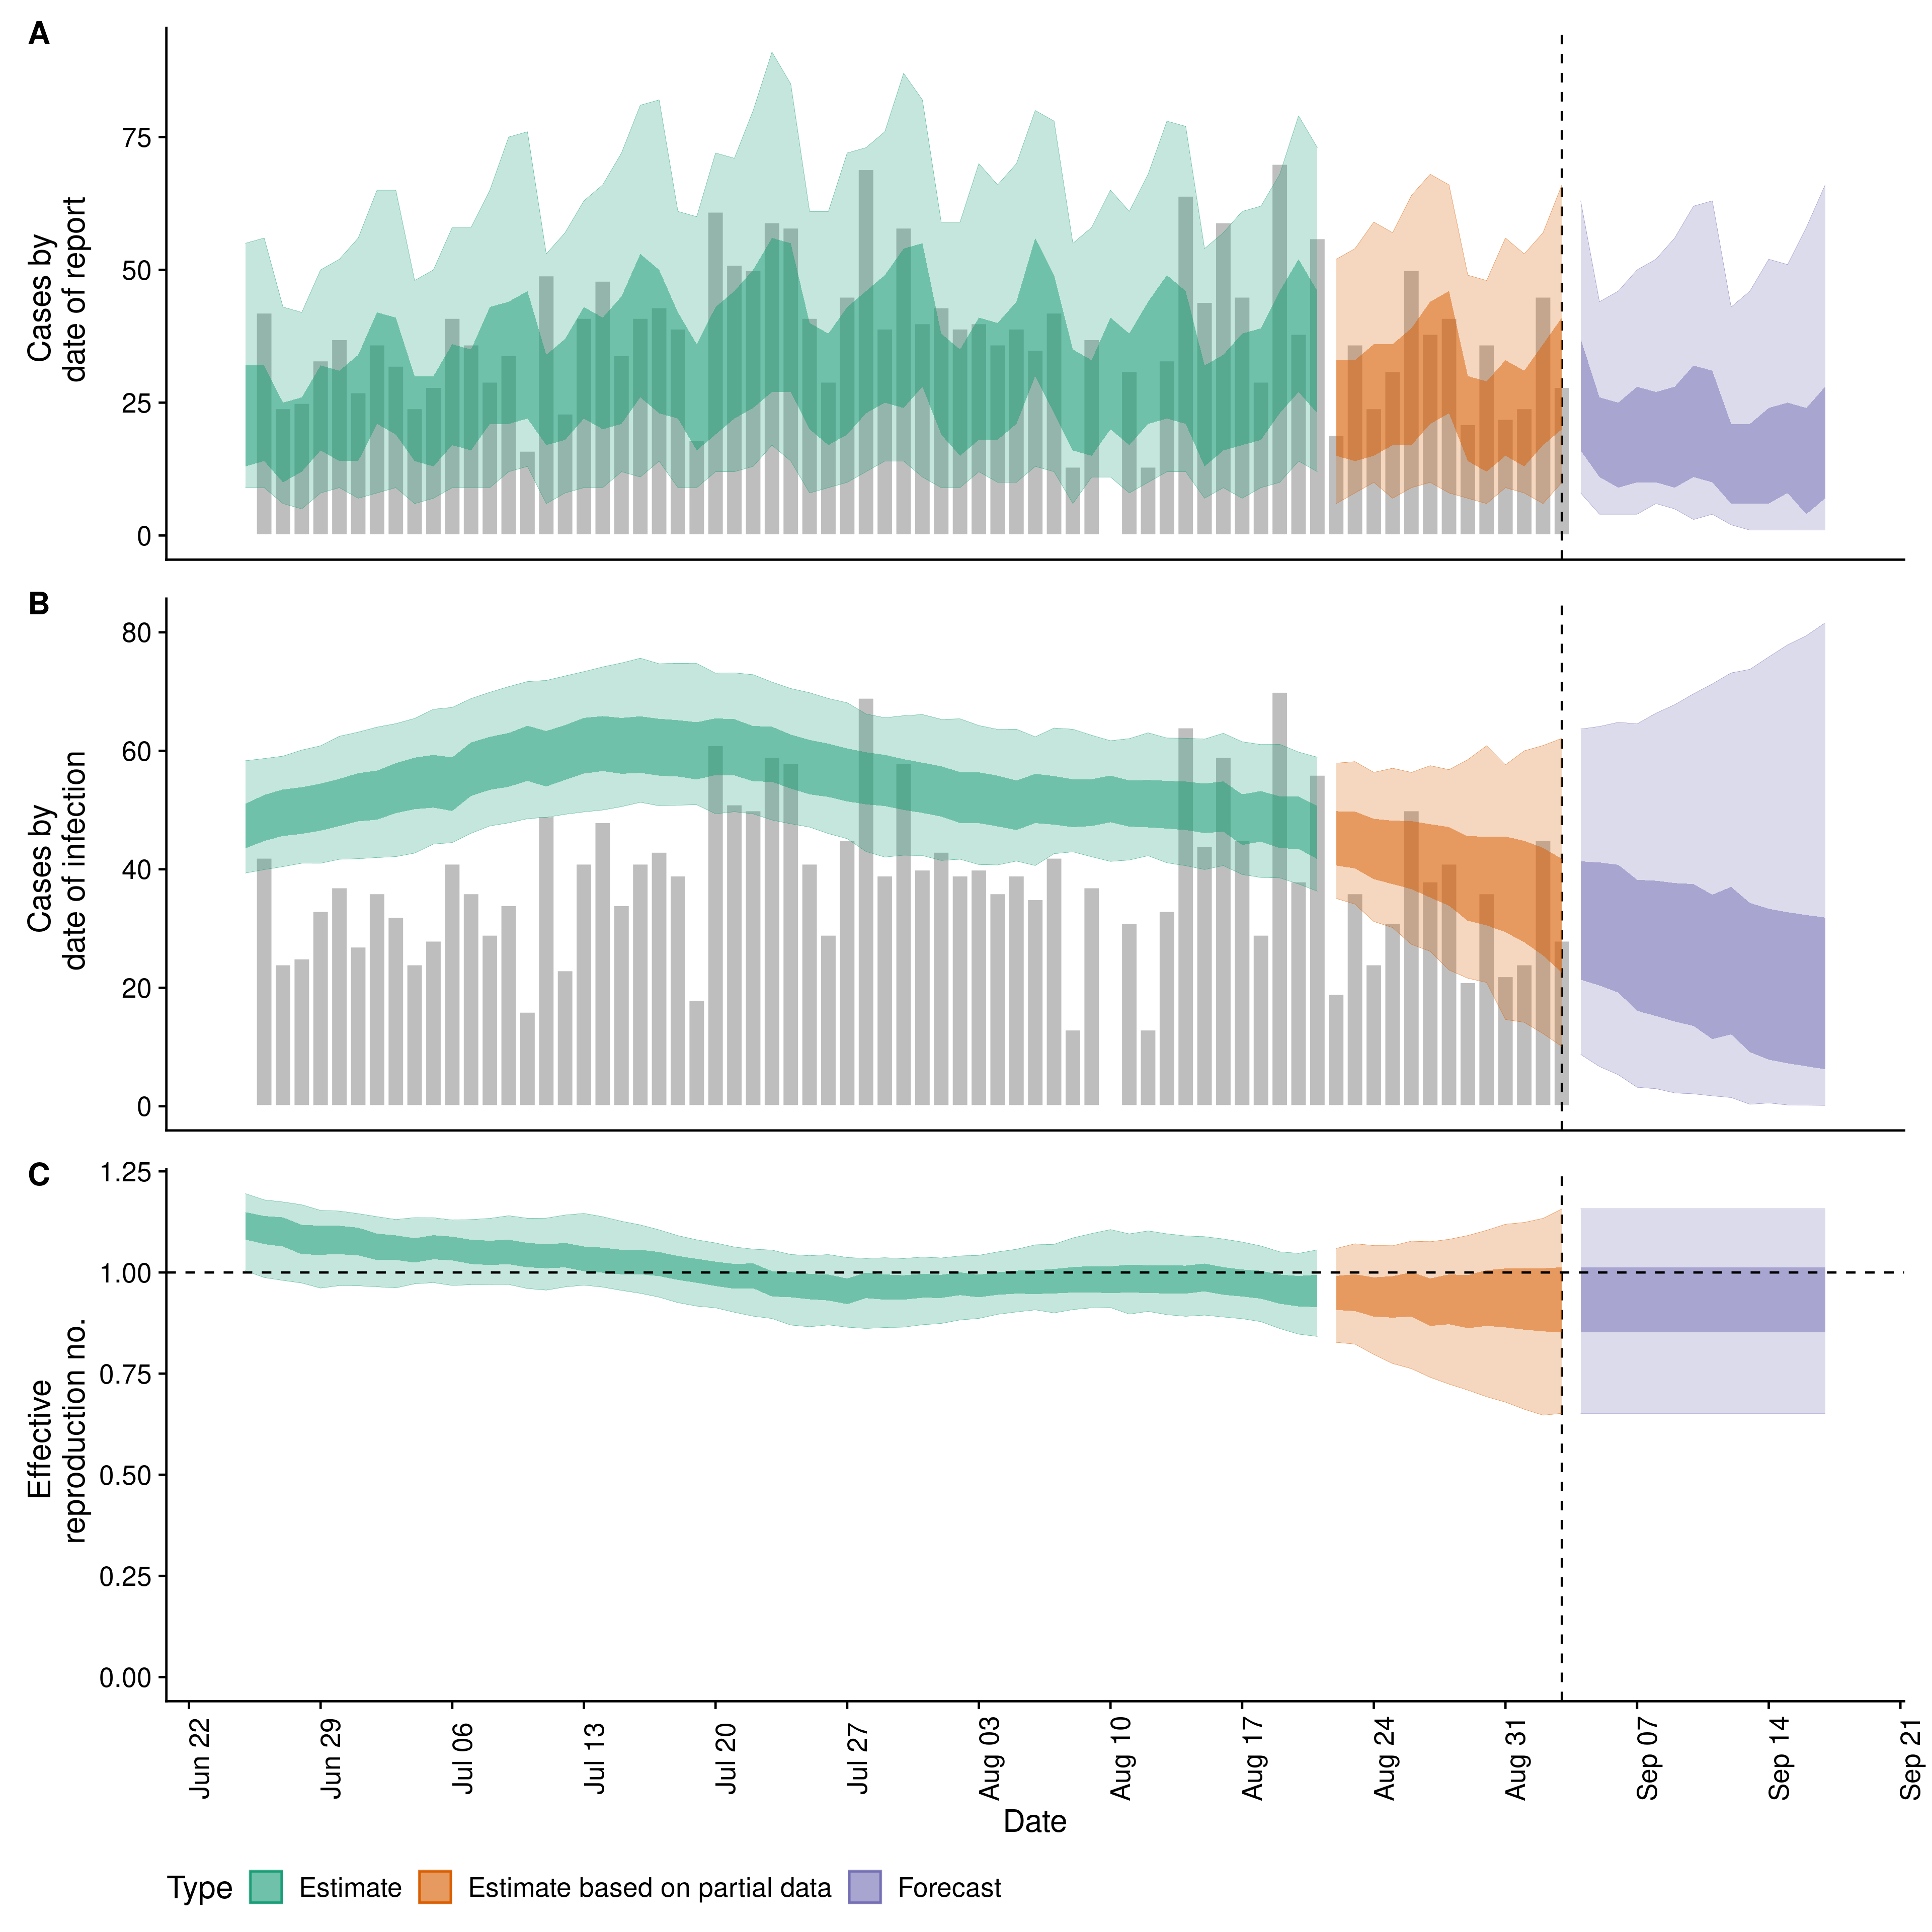 A
Cases by
date of report
75
50
25
0
B
Cases by
date of infection
80
60
40
20
0
C
Effective
reproduction no.
1.25
1.00
0.75
0.50
0.25
0.00
Jun 22
Jun 29
Jul 06
Jul 13
Jul 20
Jul 27
Aug 03
Aug 10
Aug 17
Aug 24
Aug 31
Sep 07
Sep 14
Sep 21
Date
Type Estimate Estimate based on partial data Forecast